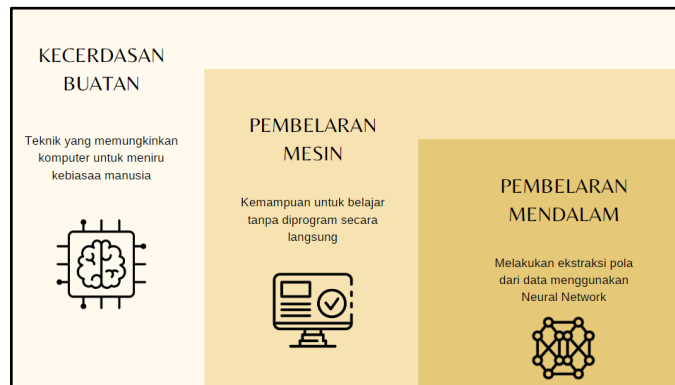 KECERDASAN
BUATAN
Teknik yang memungkinkan
komputer untuk meniru
kebiasaa manusia
PEMBELARAN
MESIN
Kemampuan untuk belajar
tanpa diprogram secara
langsung
PEMBELARAN
MENDALAM
Melakukan ekstraksi pola
dari data menggunakan
Neural Network